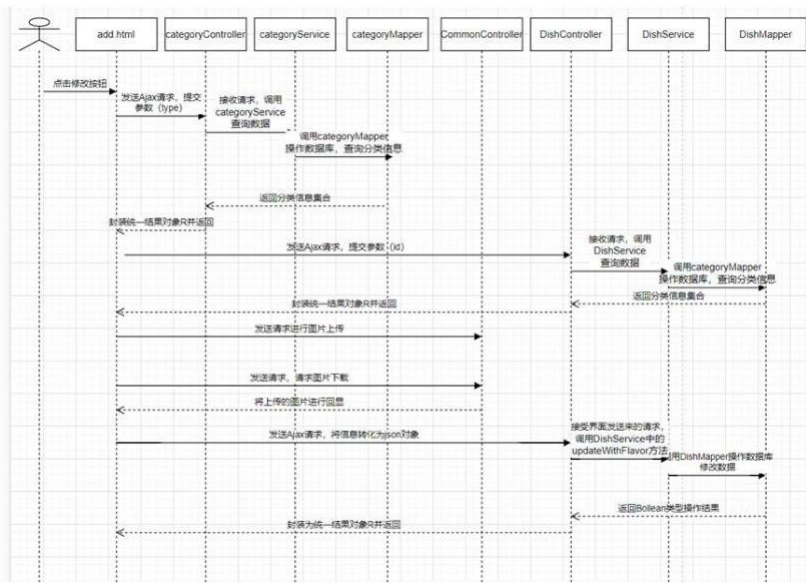 add.html
categoryController
categoryService
categoryMapper
CommonController
DishController
DishService
DishMapper
点击修改按钮
发送Ajax请求，提交
参数（type）
接收请求，调用
categoryService
查询数据
调用categoryMapper
操作数据库，查询分类信息
返回分类信息集合
封装统一结果对象R并返回
发送Ajax请求，提交参数（id）
接收请求，调用
DishService
查询数据
调用categoryMapper
操作数据库，查询分类信息
返回分类信息集合
封装统一结果对象R并返回
发送请求进行图片上传
发送请求，请求图片下载
将上传的图片进行回显
发送Ajax请求，将信息转化为json对象
接受界面发送来的请求，
调用DishService中的
updateWithFlavor方法
用DishMapper操作数据库
修改数据
返回Bollean类型操作结果
封装为统一结果对象R并返回